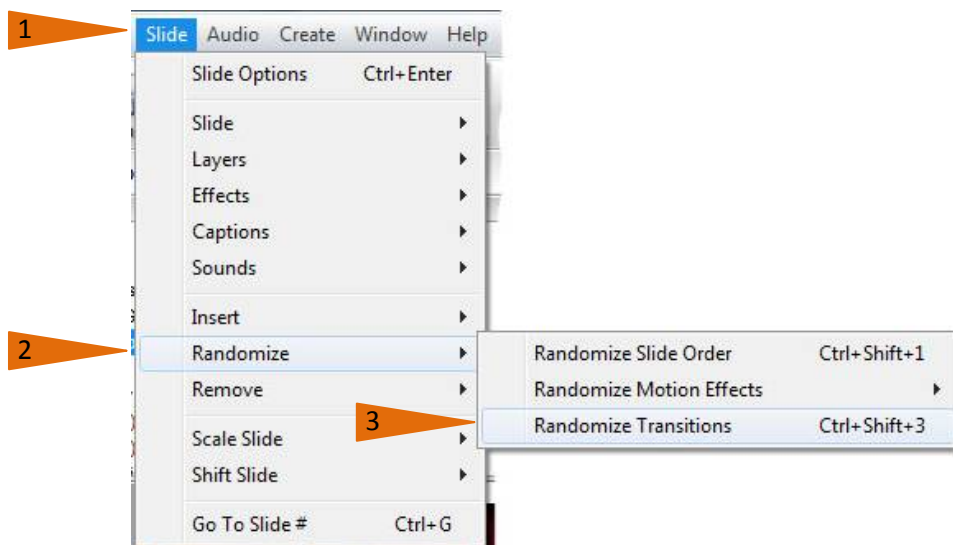 1
Slide Audio Create Window Help
Slide Options Ctrl+Enter
Slide
Layers
Effects
Captions
Sounds
Insert
2
Randomize
Randomize Slide Order Ctrl+Shift+1
Remove
Randomize Motion Effects
3
Randomize Transitions Ctrl+Shift+3
Scale Slide
Shift Slide
Go To Slide # Ctrl+G